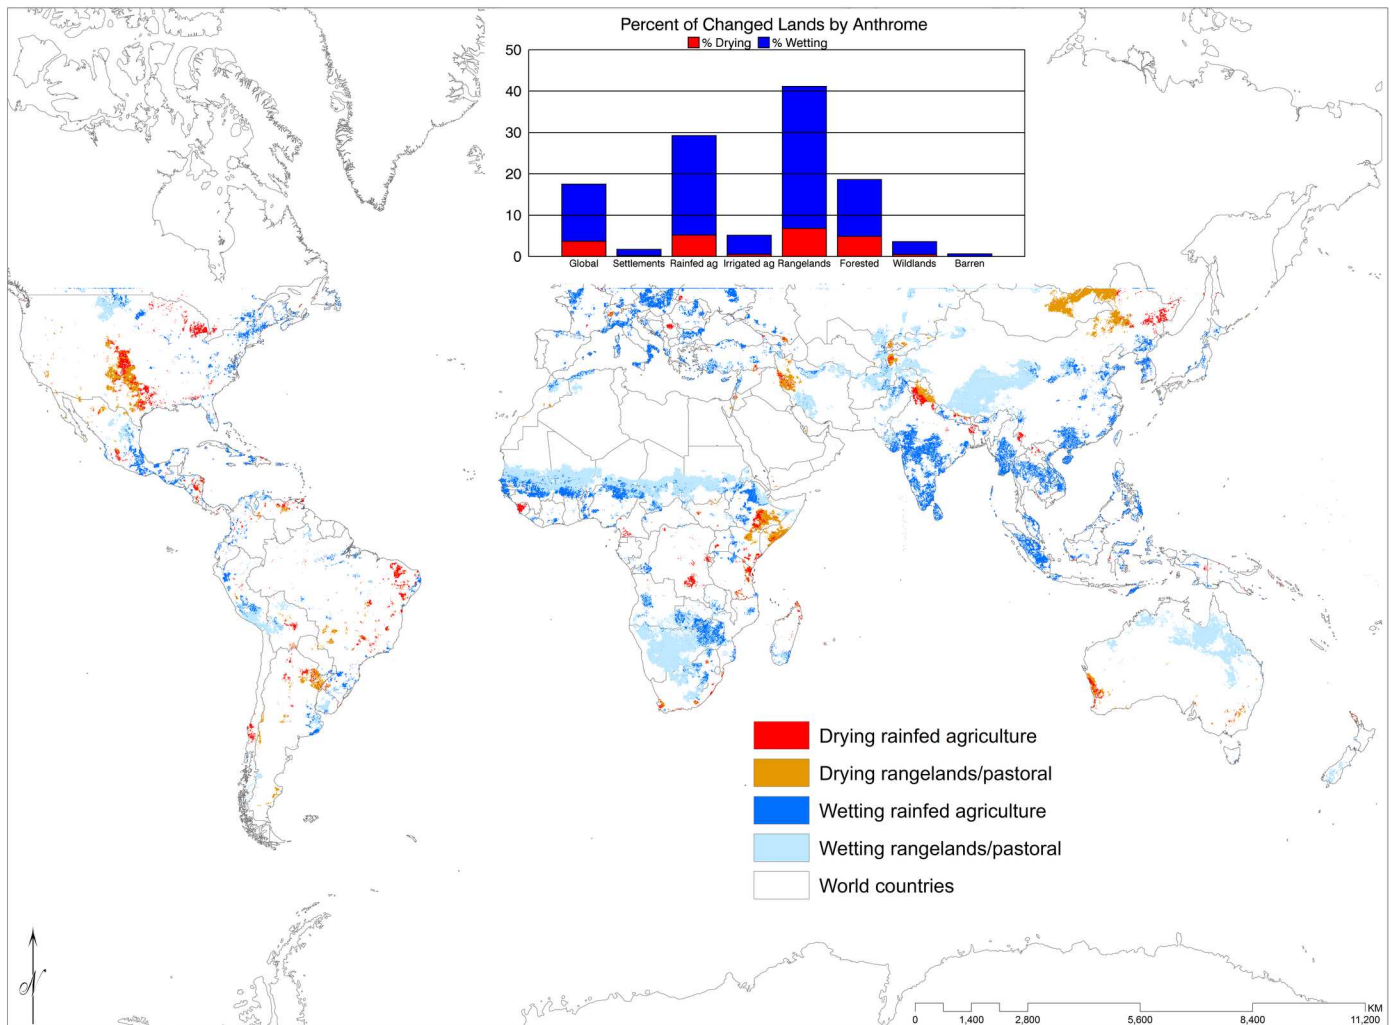 Percent of Changed Lands by Anthrome
% Drying % Wetting
50
40
30
20
10
0
Global Settlements Rainfed ag Irrigated ag Rangelands Forested Wildlands Barren
Drying rainfed agriculture
Drying rangelands/pastoral
Wetting rainfed agriculture
Wetting rangelands/pastoral
World countries
N
KM
0 1,400 2,800 5,600 8,400 11,200